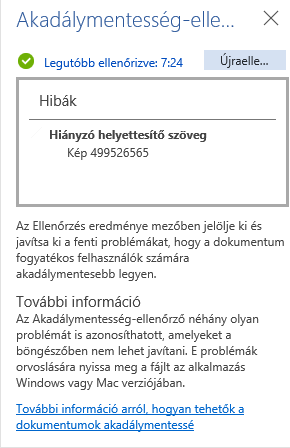 Akadálymentesség-elle...
Legutóbb ellenőrizve: 7:24
Újraelle...
Hibák
Hiányzó helyettesítő szöveg
Kép 499526565
Az Ellenőrzés eredménye mezőben jelölje ki és
javítsa ki a fenti problémákat, hogy a dokumentum
fogyatékos felhasználók számára
akadálymentesebb legyen.
További információ
Az Akadálymentesség-ellenőrző néhány olyan
problémát is azonosíthatott, amelyeket a
böngészőben nem lehet javítani. E problémák
orvoslására nyissa meg a fájlt az alkalmazás
Windows vagy Mac verziójában.
További információ arról, hogyan tehetők a
dokumentumok akadálymentessé